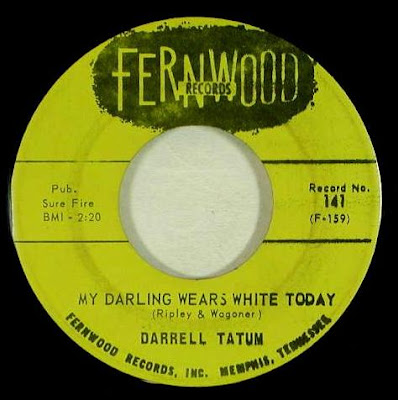 FERNWOOD
RECORDS
Pub.
Sure Fire
BMI - 2:20
Record No.
141
(F-159)
MY DARLING WEARS WHITE TODAY
(Ripley & Wagoner)
DARRELL TATUM
FERNWOOD RECORDS, INC. MEMPHIS, TENNESSEE